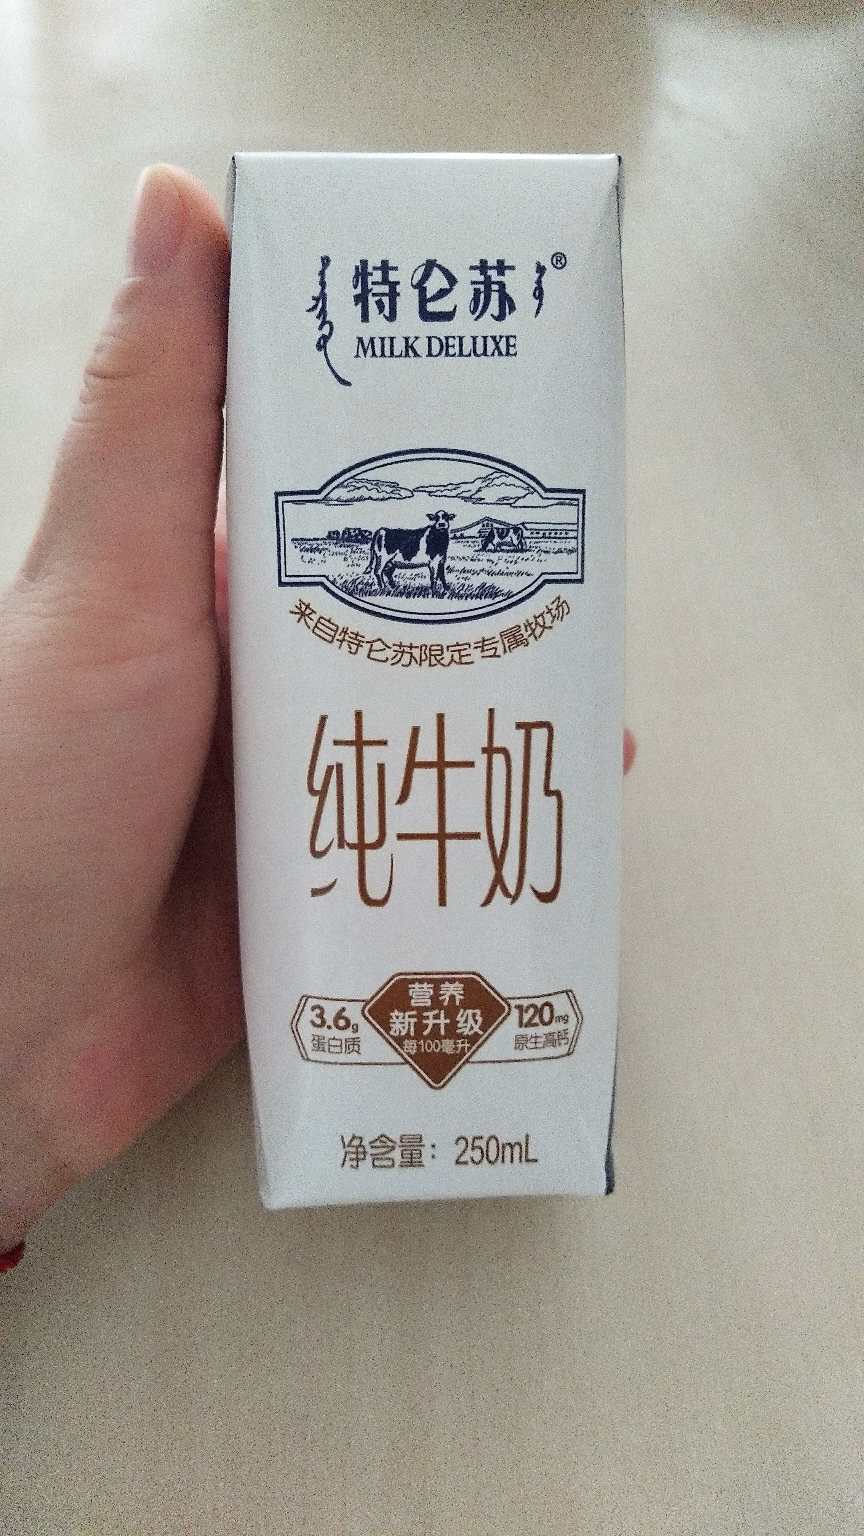 特仑苏®
MILK DELUXE
来自特仑苏限定专属牧场
纯牛奶
营养
新升级
每100毫升
3.6g
蛋白质
120mg
原生高钙
净含量：250mL